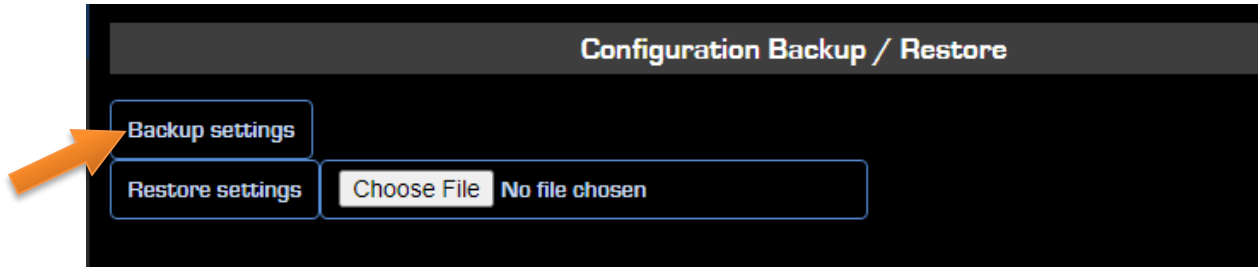 Configuration Backup / Restore
Backup settings
Restore settings Choose File No file chosen